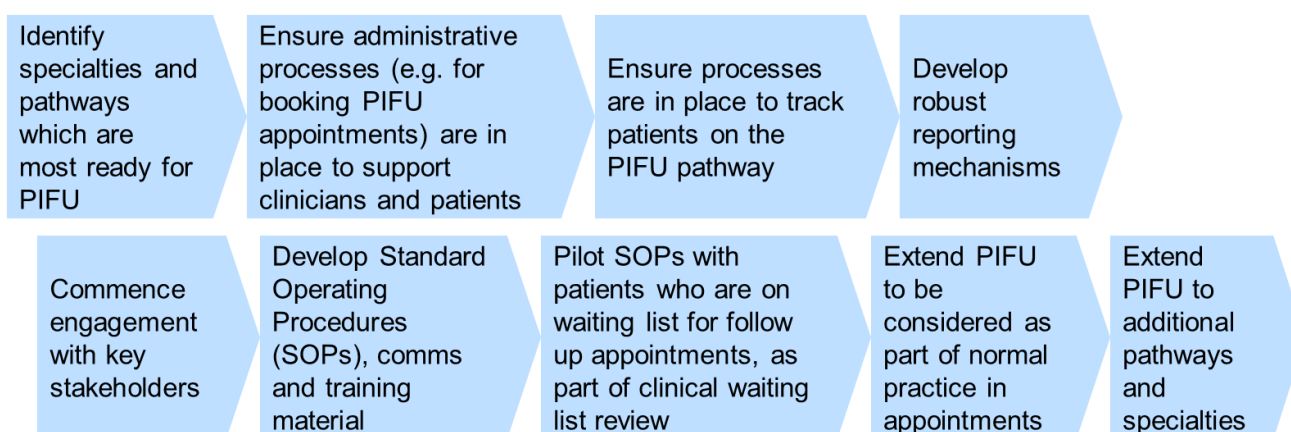 Identify
specialties and
pathways
which are
most ready for
PIFU
Ensure administrative
processes (e.g. for
booking PIFU
appointments) are in
place to support
clinicians and patients
Ensure processes
are in place to track
patients on the
PIFU pathway
Develop
robust
reporting
mechanisms
Commence
engagement
with key
stakeholders
Develop Standard
Operating
Procedures
(SOPs), comms
and training
material
Pilot SOPs with
patients who are on
waiting list for follow
up appointments, as
part of clinical waiting
list review
Extend PIFU
to be
considered as
part of normal
practice in
appointments
Extend
PIFU to
additional
pathways
and
specialties